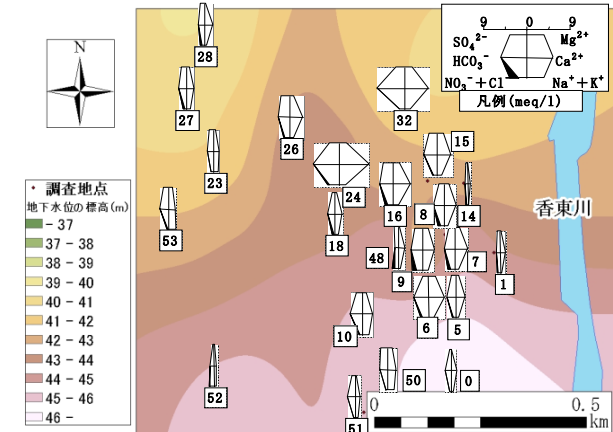 9 0 9
SO₄²⁻ Mg²⁺
HCO₃⁻ Ca²⁺
NO₃⁻+Cl Na⁺+K⁺
凡例(meq/l)
N
28
27
32
26
15
23
24
16
8
14
53
18
香東川
48
7
9
1
6
5
10
52
50
0
51
調査地点
地下水位の標高(m)
- 37
37 - 38
38 - 39
39 - 40
40 - 41
41 - 42
42 - 43
43 - 44
44 - 45
45 - 46
46 -
0 0.5
km